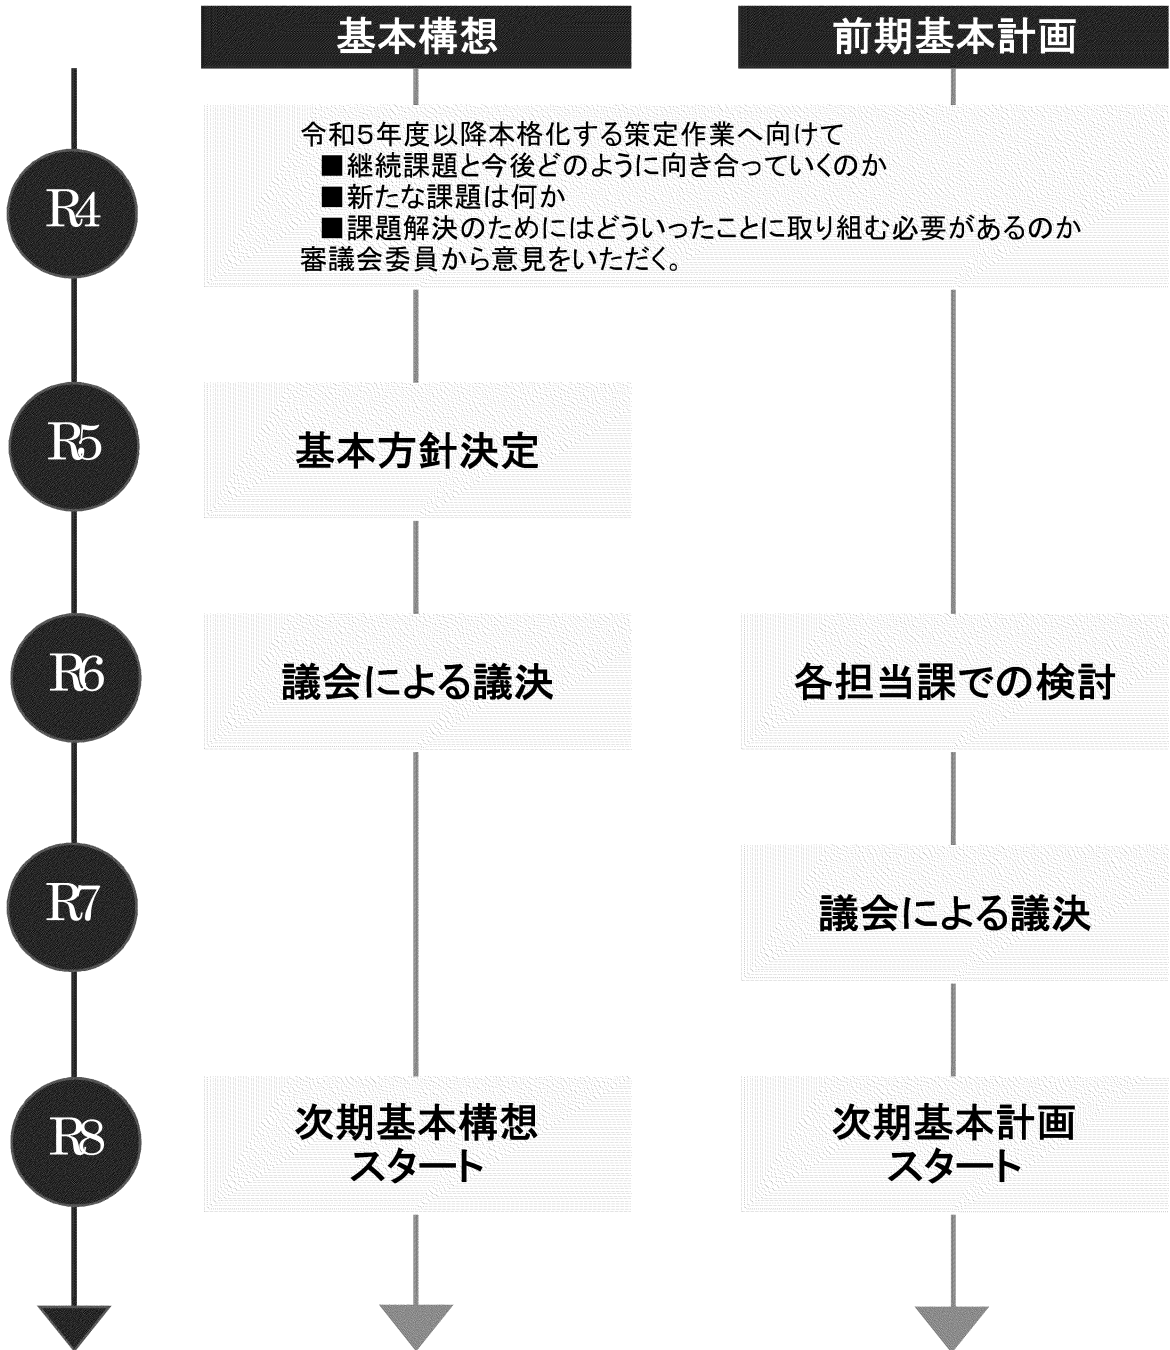 基本構想
前期基本計画
R4
令和5年度以降本格化する策定作業へ向けて
■継続課題と今後どのように向き合っていくのか
■新たな課題は何か
■課題解決のためにはどういったことに取り組む必要があるのか
審議会委員から意見をいただく。
R5
基本方針決定
R6
議会による議決
各担当課での検討
R7
議会による議決
R8
次期基本構想
スタート
次期基本計画
スタート